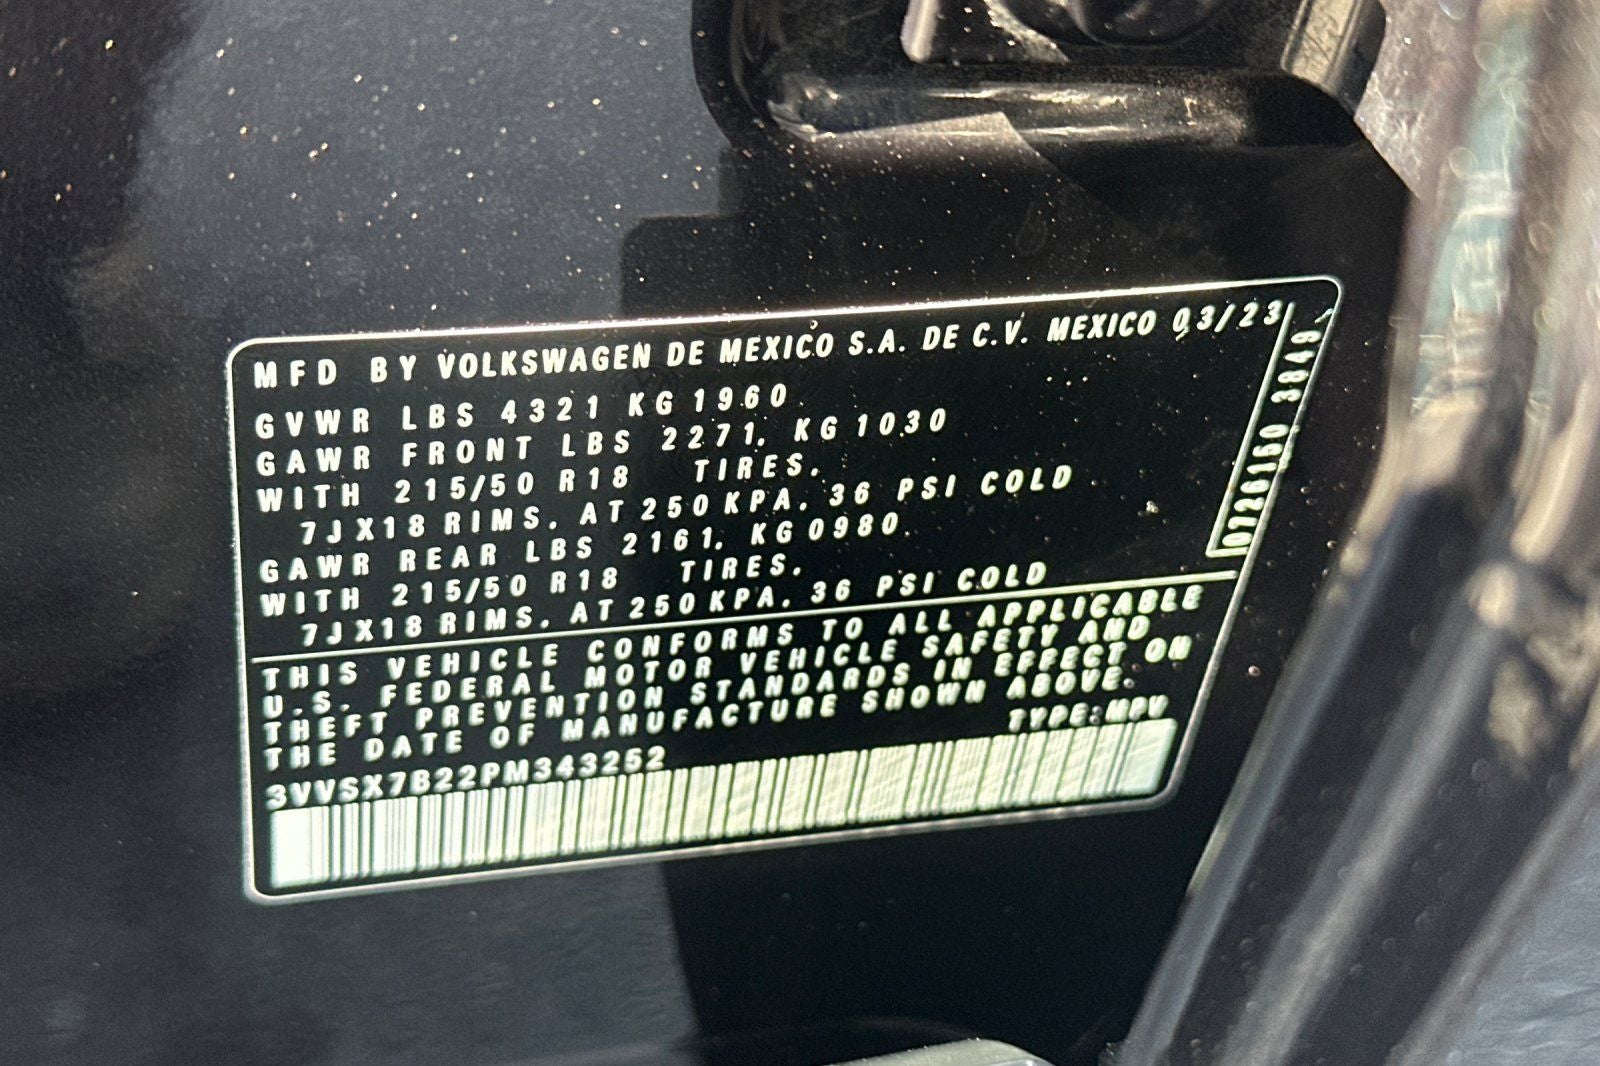 MFD BY VOLKSWAGEN DE MEXICO S.A. DE C.V. MEXICO 03/23
GVWR LBS 4321 KG 1960
GAWR FRONT LBS 2271. KG 1030
WITH 215/50 R18 TIRES.
7JX18 RIMS. AT 250 KPA. 36 PSI COLD
GAWR REAR LBS 2161. KG 0980
WITH 215/50 R18 TIRES.
7JX18 RIMS. AT 250 KPA. 36 PSI COLD
THIS VEHICLE CONFORMS TO ALL APPLICABLE
U.S. FEDERAL MOTOR VEHICLE SAFETY AND
THEFT PREVENTION STANDARDS IN EFFECT ON
THE DATE OF MANUFACTURE SHOWN ABOVE.
3VVSX7B22PM343252 TYPE:MPV
0726160 3849